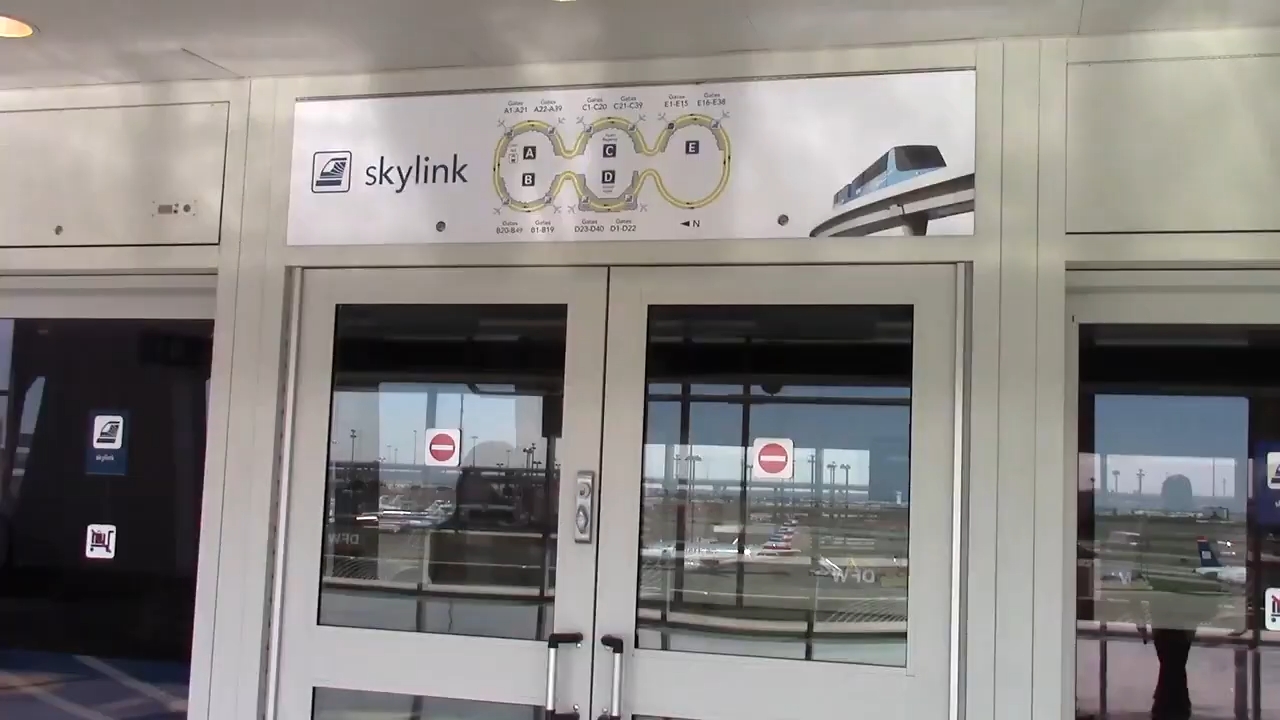 skylink
Gates
A1-A21
Gates
A22-A39
Gates
C1-C20
Gates
C21-C39
Gates
E1-E15
Gates
E16-E38
A
C
E
B
D
Gates
B20-B49
Gates
B1-B19
Gates
D23-D40
Gates
D1-D22
N
skylink
DFW
DFW